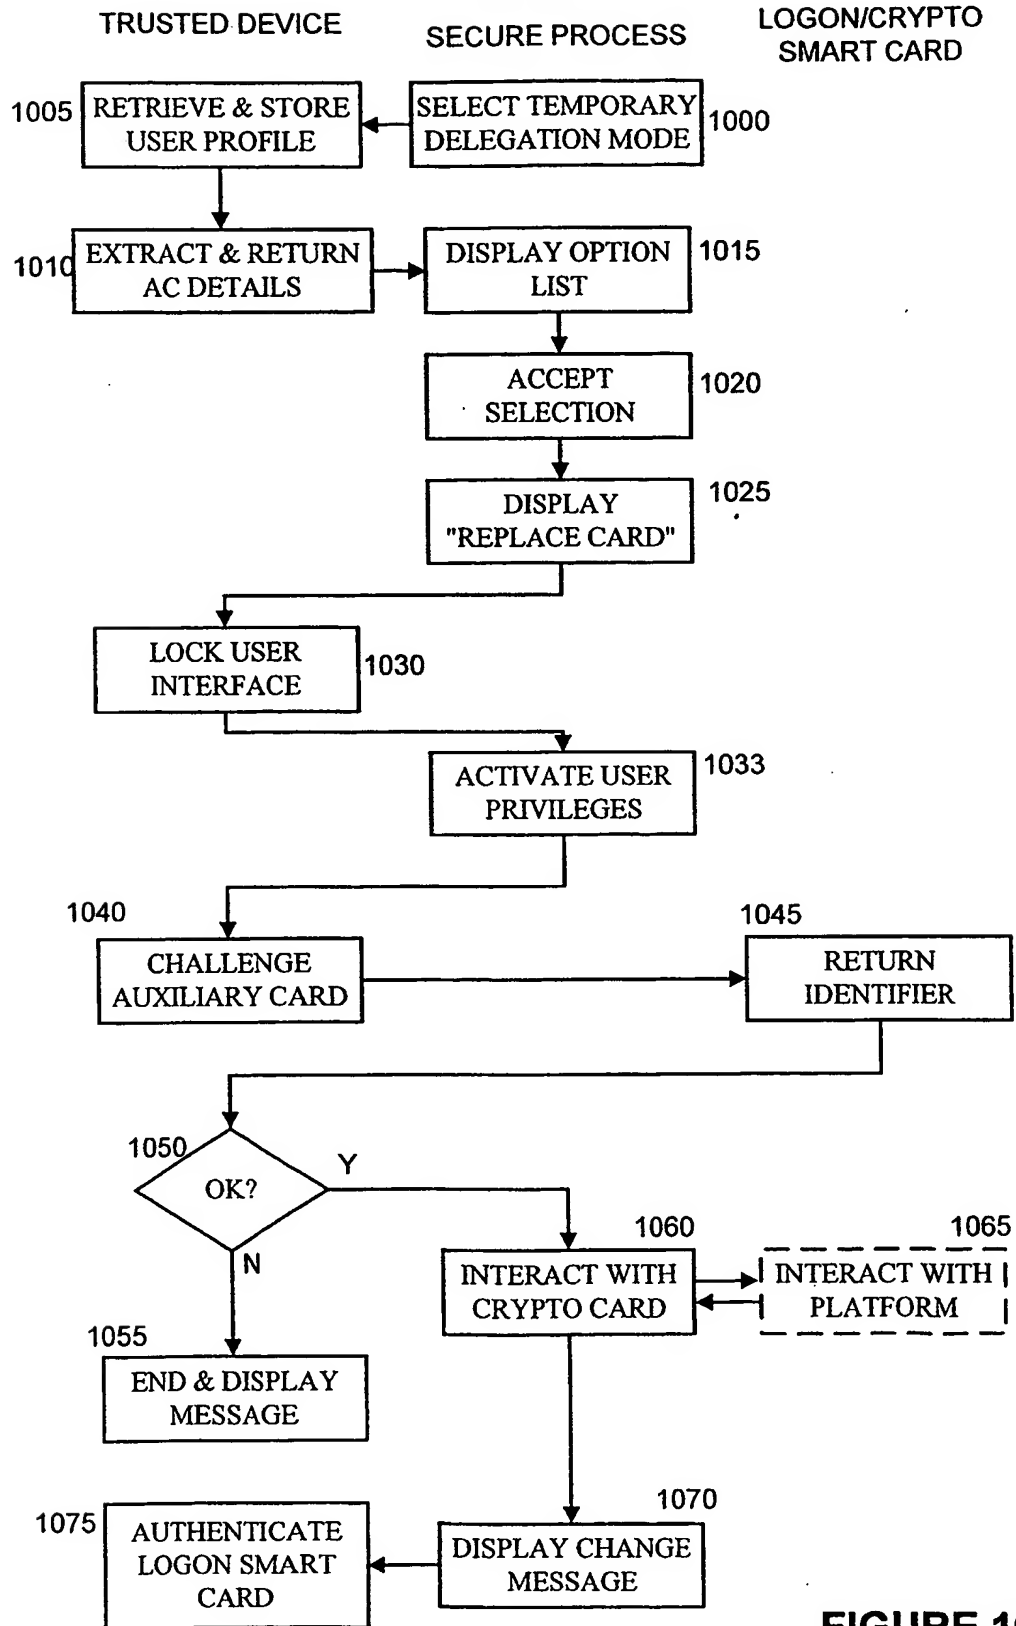 TRUSTED DEVICE
SECURE PROCESS
LOGON/CRYPTO
SMART CARD
1005
RETRIEVE & STORE
USER PROFILE
SELECT TEMPORARY
DELEGATION MODE
1000
1010
EXTRACT & RETURN
AC DETAILS
DISPLAY OPTION
LIST
1015
ACCEPT
SELECTION
1020
DISPLAY
"REPLACE CARD"
1025
LOCK USER
INTERFACE
1030
ACTIVATE USER
PRIVILEGES
1033
1040
CHALLENGE
AUXILIARY CARD
1045
RETURN
IDENTIFIER
1050
OK?
Y
N
1055
END & DISPLAY
MESSAGE
1060
INTERACT WITH
CRYPTO CARD
1065
INTERACT WITH
PLATFORM
1070
DISPLAY CHANGE
MESSAGE
1075
AUTHENTICATE
LOGON SMART
CARD
FIGURE